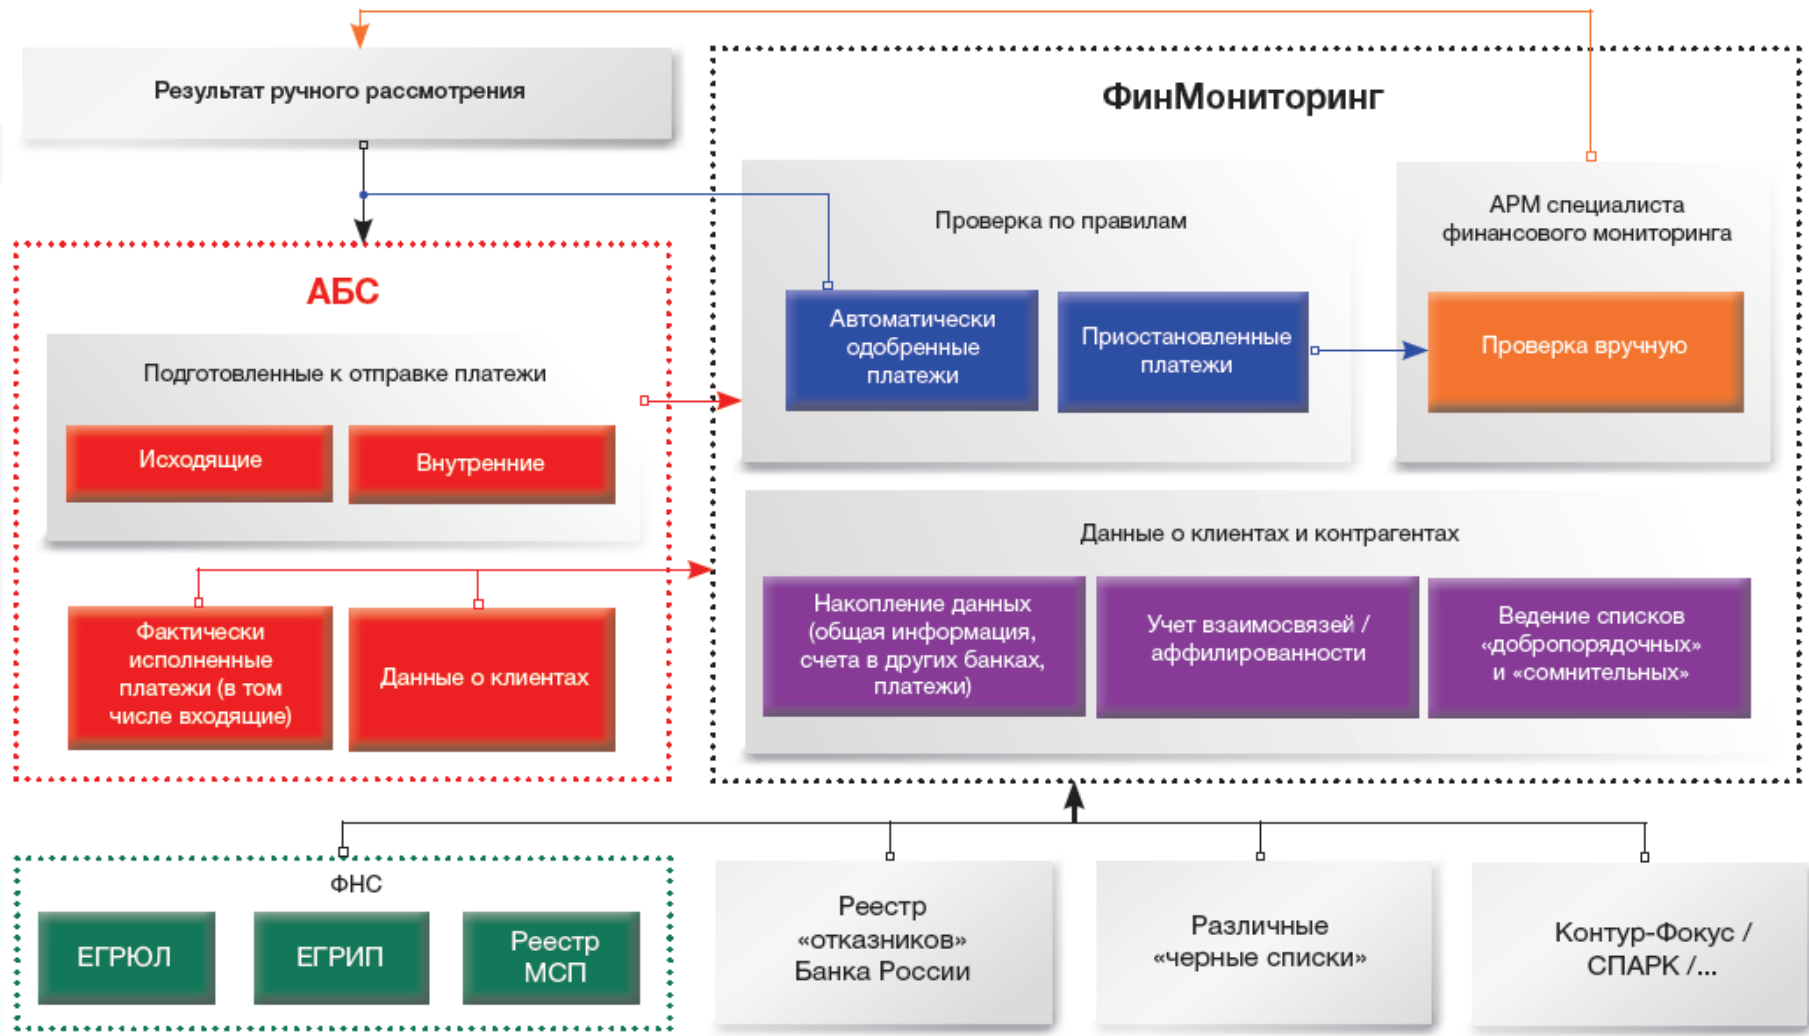 Результат ручного рассмотрения
ФинМониторинг
Проверка по правилам
АРМ специалиста
финансового мониторинга
Автоматически
одобренные
платежи
Приостановленные
платежи
Проверка вручную
АБС
Подготовленные к отправке платежи
Исходящие
Внутренние
Фактически
исполненные
платежи (в том
числе входящие)
Данные о клиентах
Данные о клиентах и контрагентах
Накопление данных
(общая информация,
счета в других банках,
платежи)
Учет взаимосвязей /
аффилированности
Ведение списков
«добропорядочных»
и «сомнительных»
ФНС
ЕГРЮЛ
ЕГРИП
Реестр
МСП
Реестр
«отказников»
Банка России
Различные
«черные списки»
Контур-Фокус /
СПАРК /...